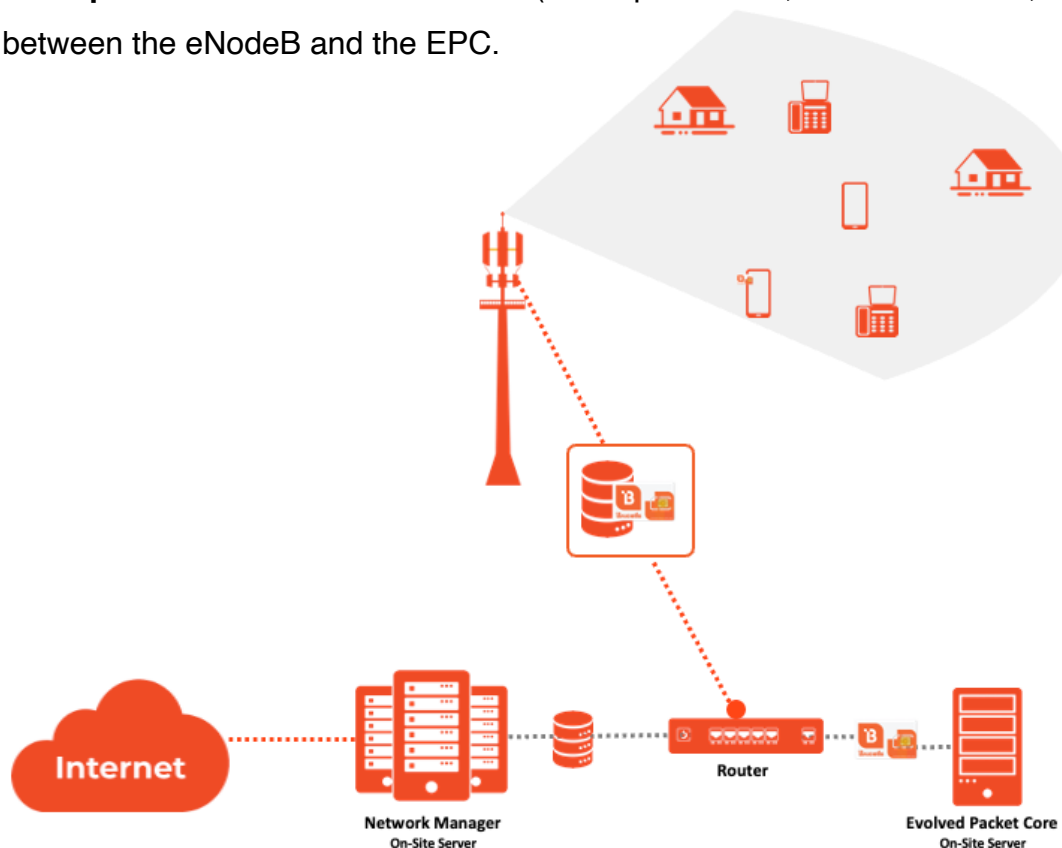 between the eNodeB and the EPC.
Internet
Router
Network Manager
On-Site Server
Evolved Packet Core
On-Site Server